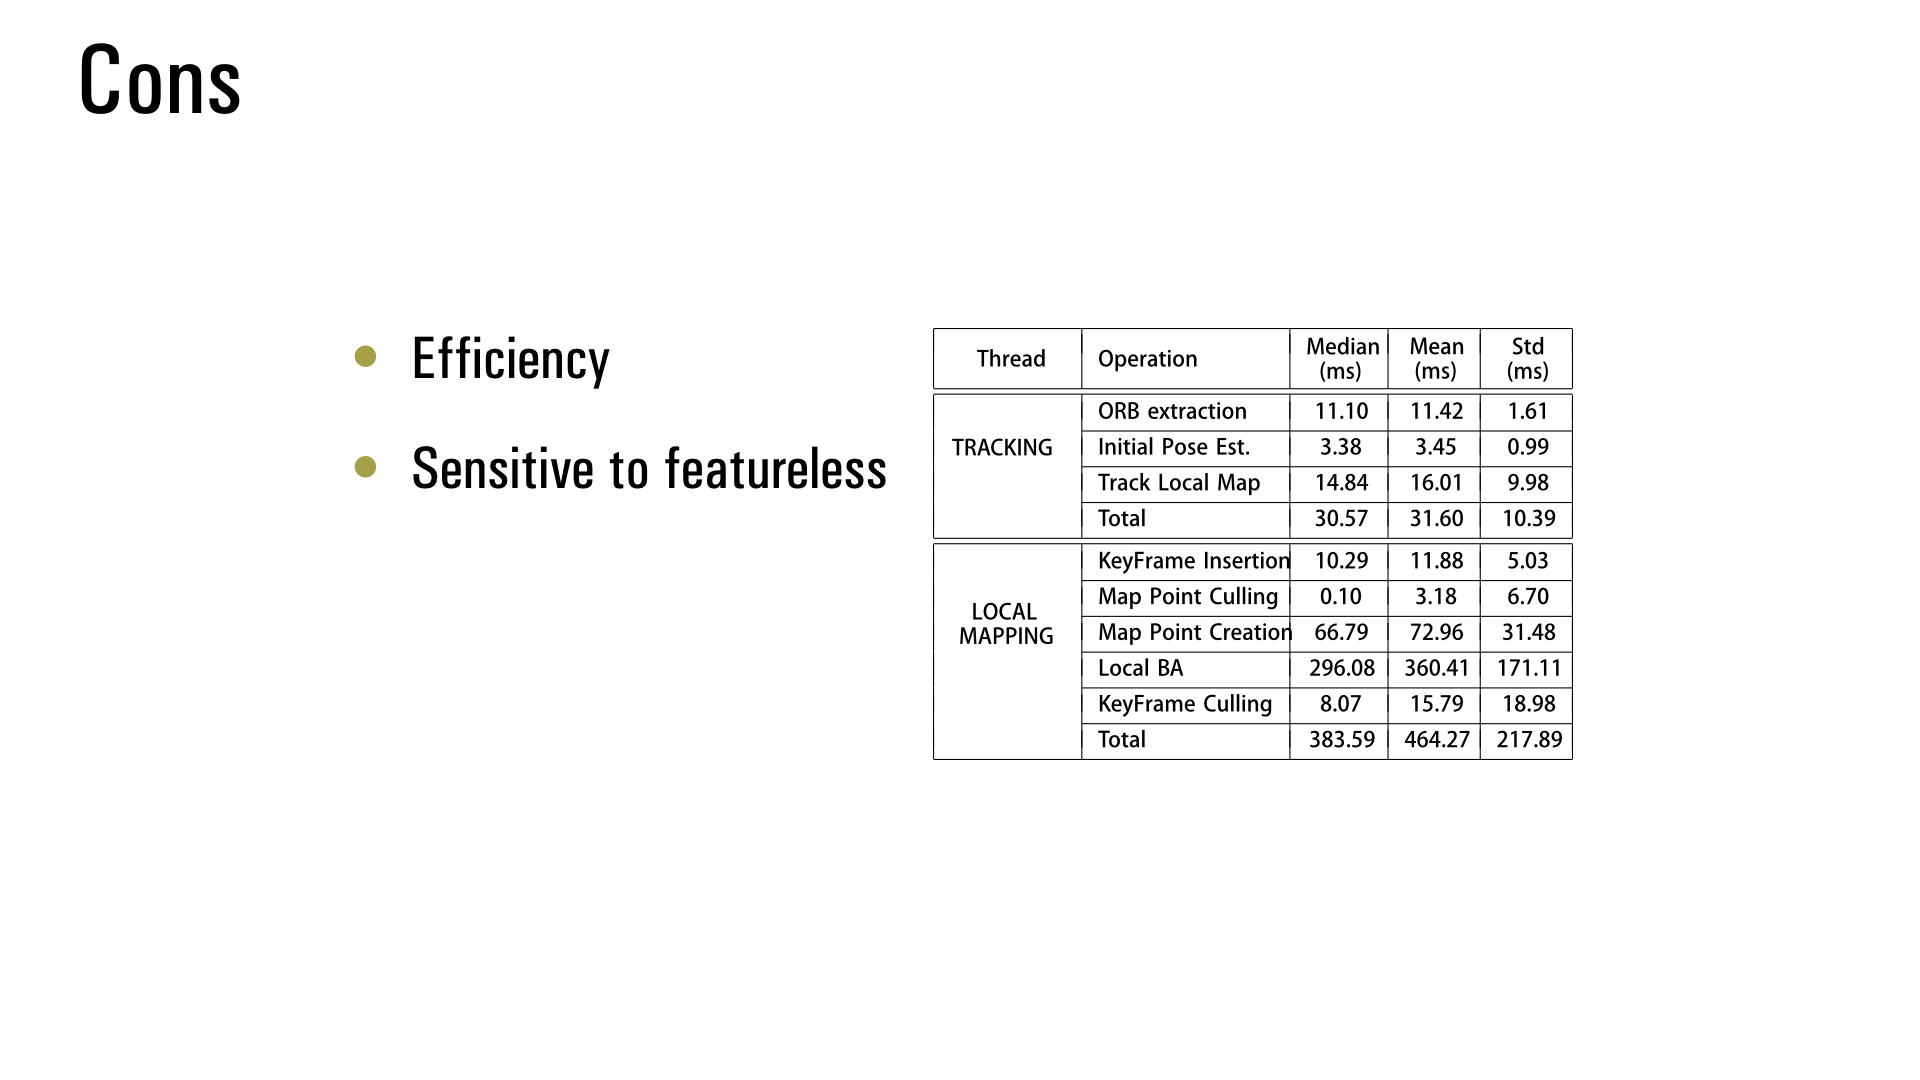 Cons
Efficiency
Sensitive to featureless
Thread Operation Median (ms) Mean (ms) Std (ms)
TRACKING
ORB extraction 11.10 11.42 1.61
Initial Pose Est. 3.38 3.45 0.99
Track Local Map 14.84 16.01 9.98
Total 30.57 31.60 10.39
LOCAL MAPPING
KeyFrame Insertion 10.29 11.88 5.03
Map Point Culling 0.10 3.18 6.70
Map Point Creation 66.79 72.96 31.48
Local BA 296.08 360.41 171.11
KeyFrame Culling 8.07 15.79 18.98
Total 383.59 464.27 217.89